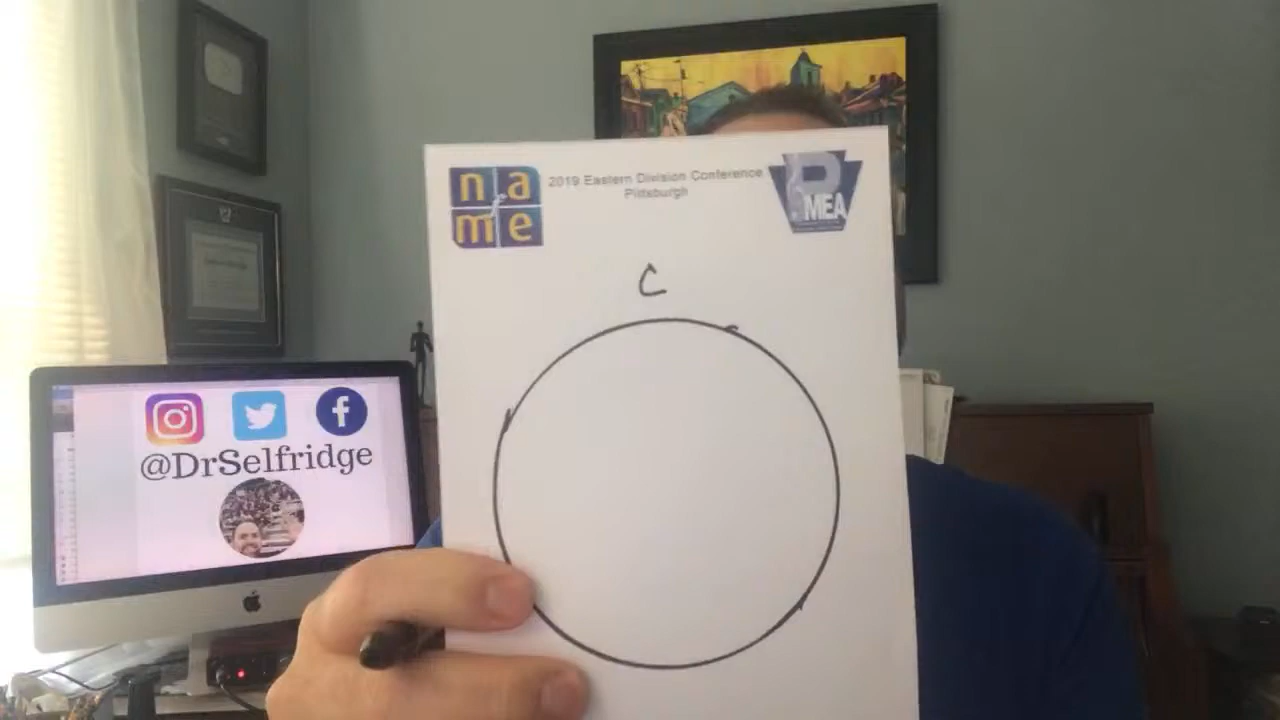 n a
m e
2019 Eastern Division Conference
Pittsburgh
P
MEA
C
@DrSelfridge